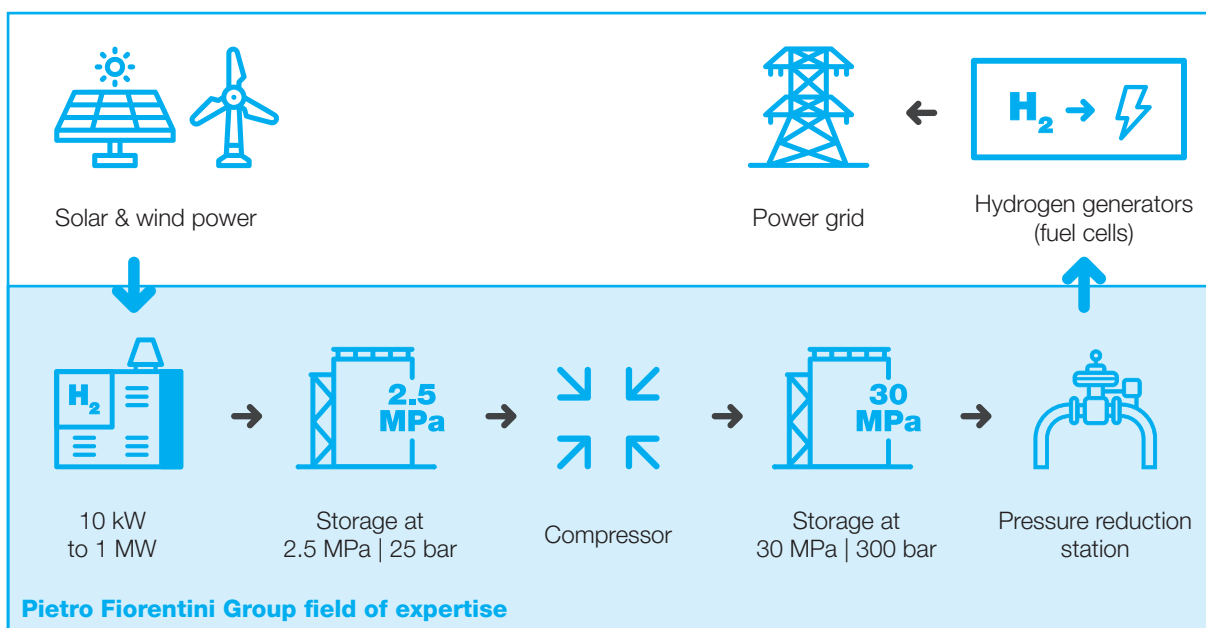 H₂ → 
Solar & wind power
Power grid
Hydrogen generators
(fuel cells)
H₂
2.5
MPa
30
MPa
10 kW
to 1 MW
Storage at
2.5 MPa | 25 bar
Compressor
Storage at
30 MPa | 300 bar
Pressure reduction
station
Pietro Fiorentini Group field of expertise